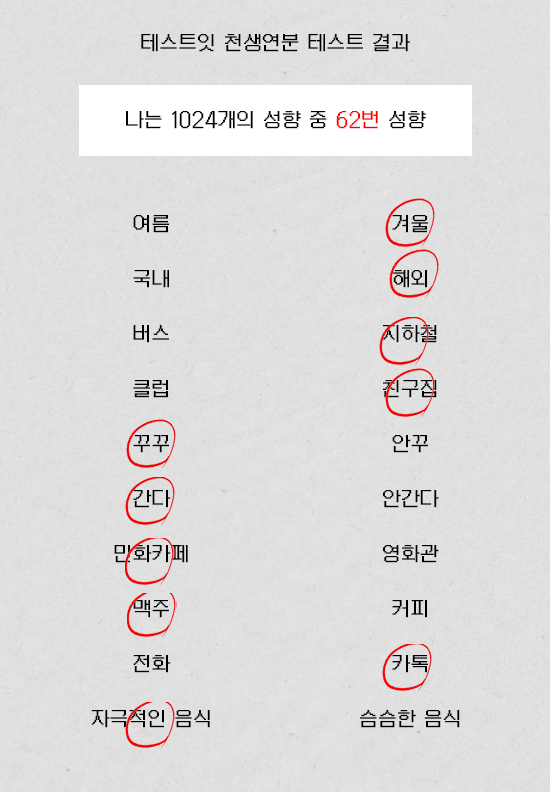 테스트잇 천생연분 테스트 결과
나는 1024개의 성향 중 62번 성향
여름 겨울
국내 해외
버스 지하철
클럽 친구집
꾸꾸 안꾸
간다 안간다
만화카페 영화관
맥주 커피
전화 카톡
자극적인 음식 슴슴한 음식